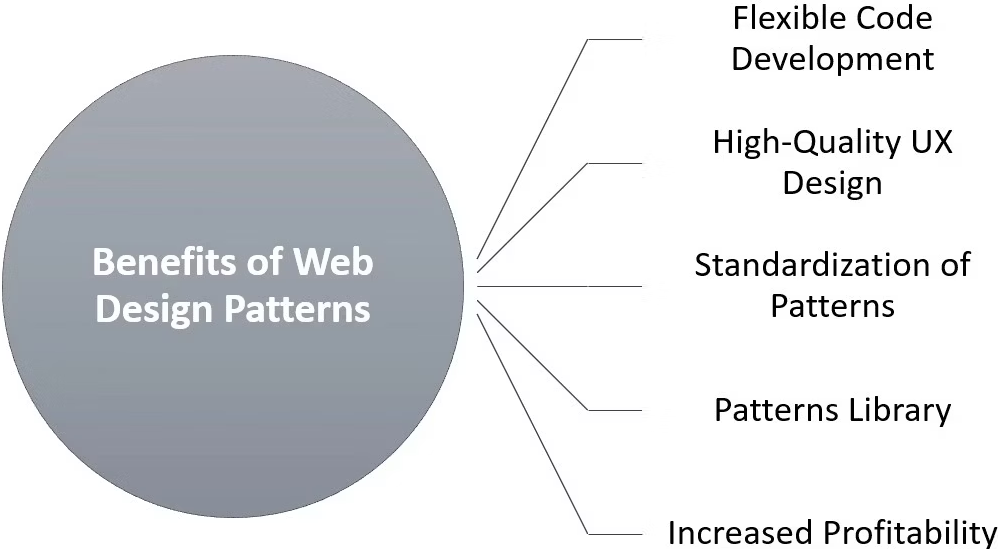 Benefits of Web
Design Patterns
Flexible Code
Development
High-Quality UX
Design
Standardization of
Patterns
Patterns Library
Increased Profitability